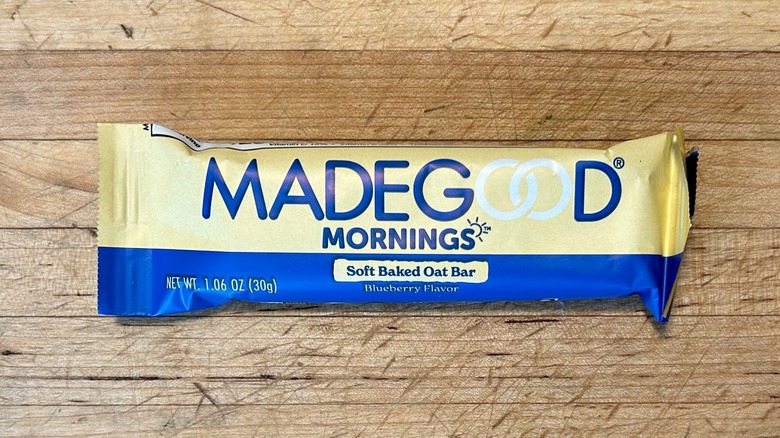 MADEGOOD®
MORNINGS™
Soft Baked Oat Bar
NET WT. 1.06 OZ (30g)
Blueberry Flavor